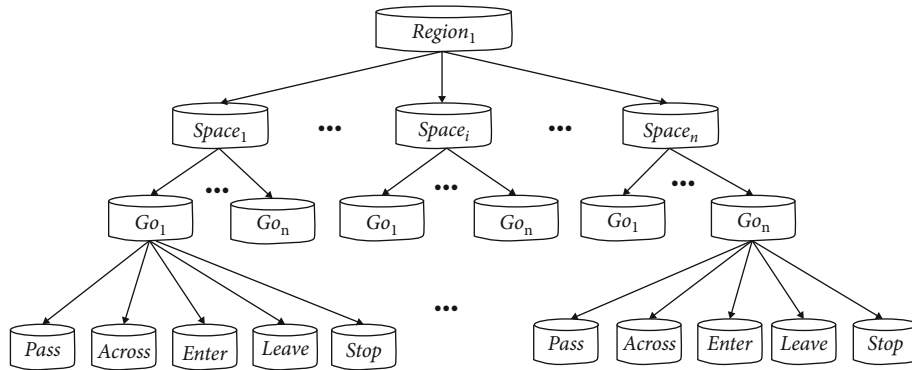 Region₁
Space₁ ••• Spaceᵢ ••• Spaceₙ
••• ••• •••
Go₁ Goₙ Go₁ Goₙ Go₁ Goₙ
•••
Pass Across Enter Leave Stop Pass Across Enter Leave Stop